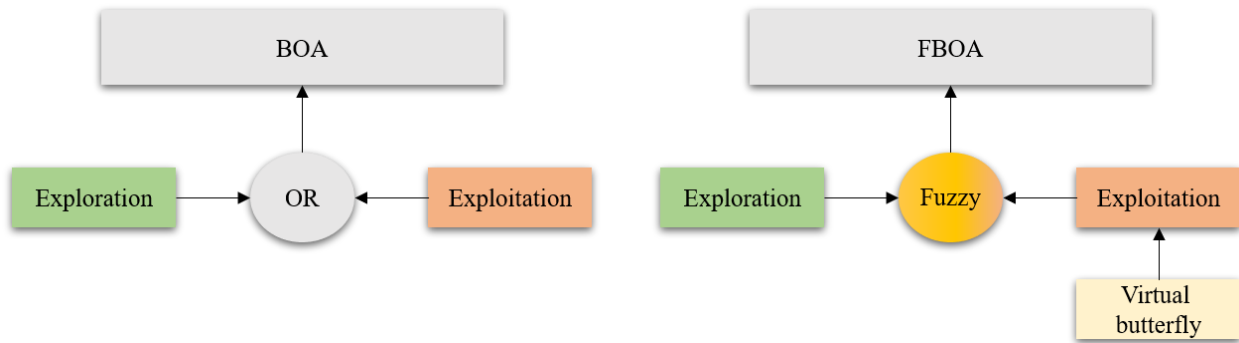 BOA
Exploration
OR
Exploitation
FBOA
Exploration
Fuzzy
Exploitation
Virtual
butterfly